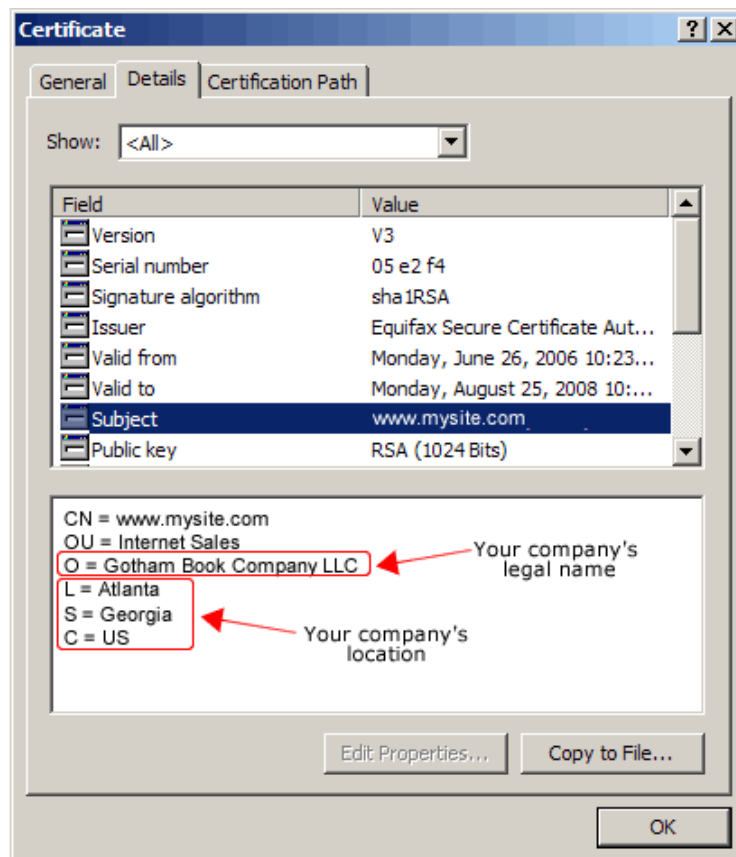 Certificate
General Details Certification Path
Show: <All>
Field Value
Version V3
Serial number 05 e2 f4
Signature algorithm sha1RSA
Issuer Equifax Secure Certificate Aut...
Valid from Monday, June 26, 2006 10:23...
Valid to Monday, August 25, 2008 10:...
Subject www.mysite.com
Public key RSA (1024 Bits)
CN = www.mysite.com
OU = Internet Sales
O = Gotham Book Company LLC
Your company's
legal name
L = Atlanta
S = Georgia
C = US
Your company's
location
Edit Properties... Copy to File...
OK